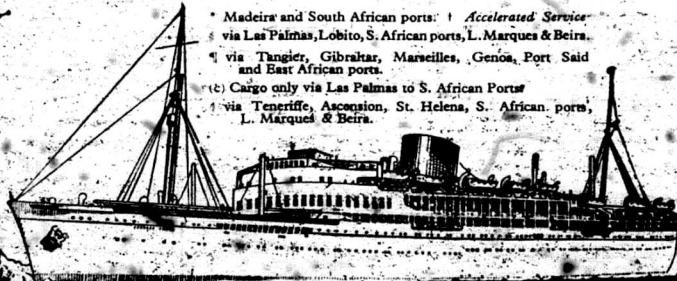 * Madeira and South African ports. † Accelerated Service
§ via Las Palmas, Lobito, S. African ports, L. Marques & Beira.
¶ via Tangier, Gibraltar, Marseilles, Genoa, Port Said
and East African ports.
(c) Cargo only via Las Palmas to S. African Ports
via Teneriffe, Ascension, St. Helena, S. African ports,
L. Marques & Beira.